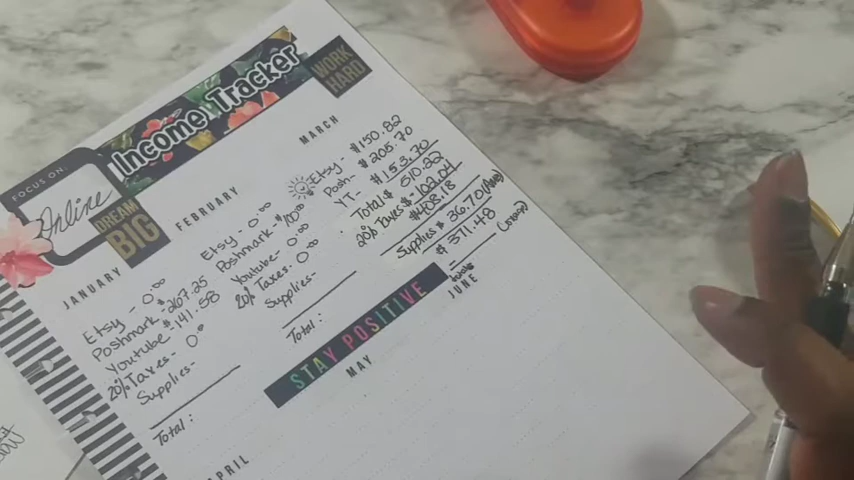 FOCUS ON:
Online
Income Tracker
WORK
HARD
DREAM
BIG
JANUARY
Etsy - 0.00
Poshmark - $267.25
Youtube - 141.58
20% Taxes - 0.00
Supplies-
Total:
FEBRUARY
Etsy - 0.00
Poshmark - $
Youtube - 0.00
20% Taxes - 0.00
Supplies-
Total:
MARCH
Etsy - $150.82
Posh - $205.70
YT - $153.70
Total $ 510.22
20% Taxes - 102.04
$408.18
Supplies $ 36.70
$ 371.48
STAY POSITIVE
APRIL
MAY
JUNE